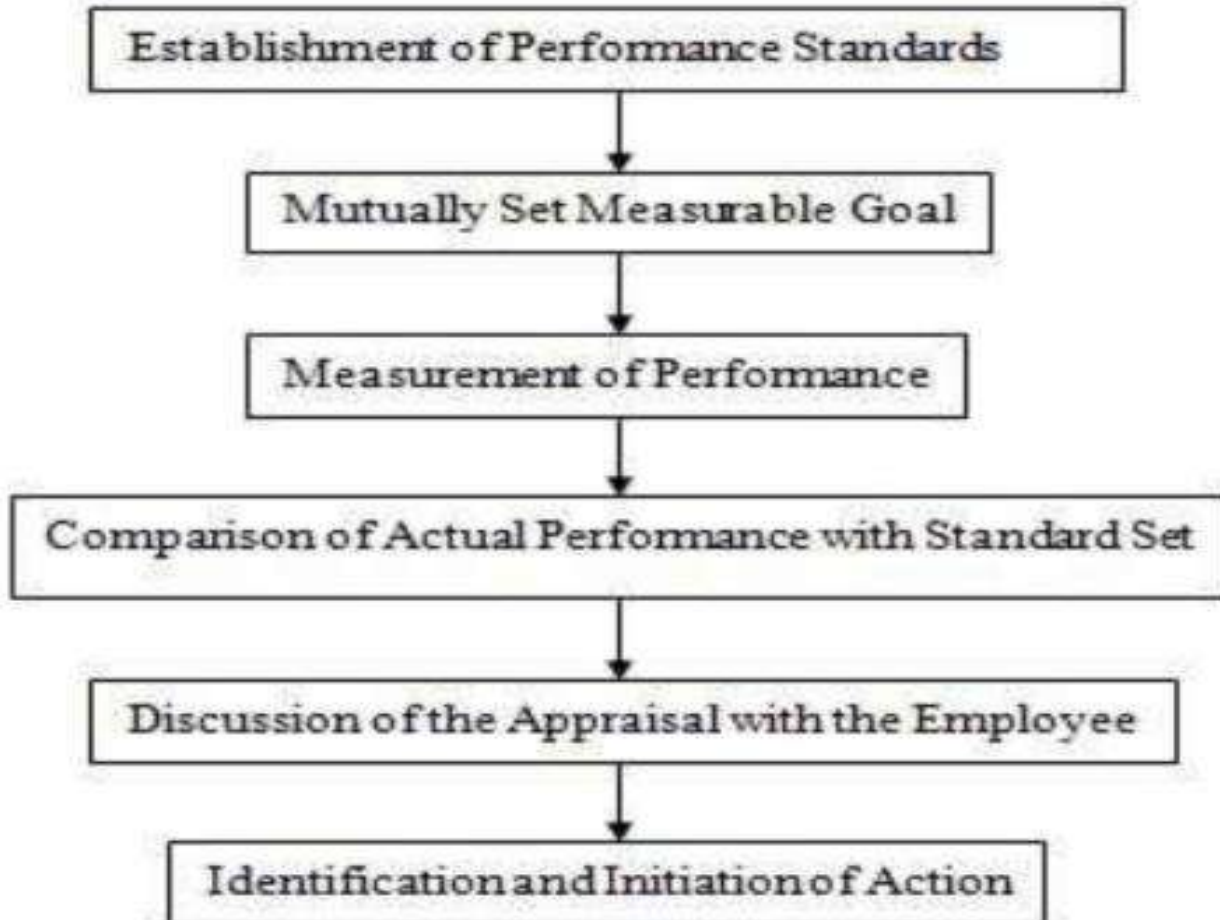 Establishment of Performance Standards
Mutually Set Measurable Goal
Measurement of Performance
Comparison of Actual Performance with Standard Set
Discussion of the Appraisal with the Employee
Identification and Initiation of Action